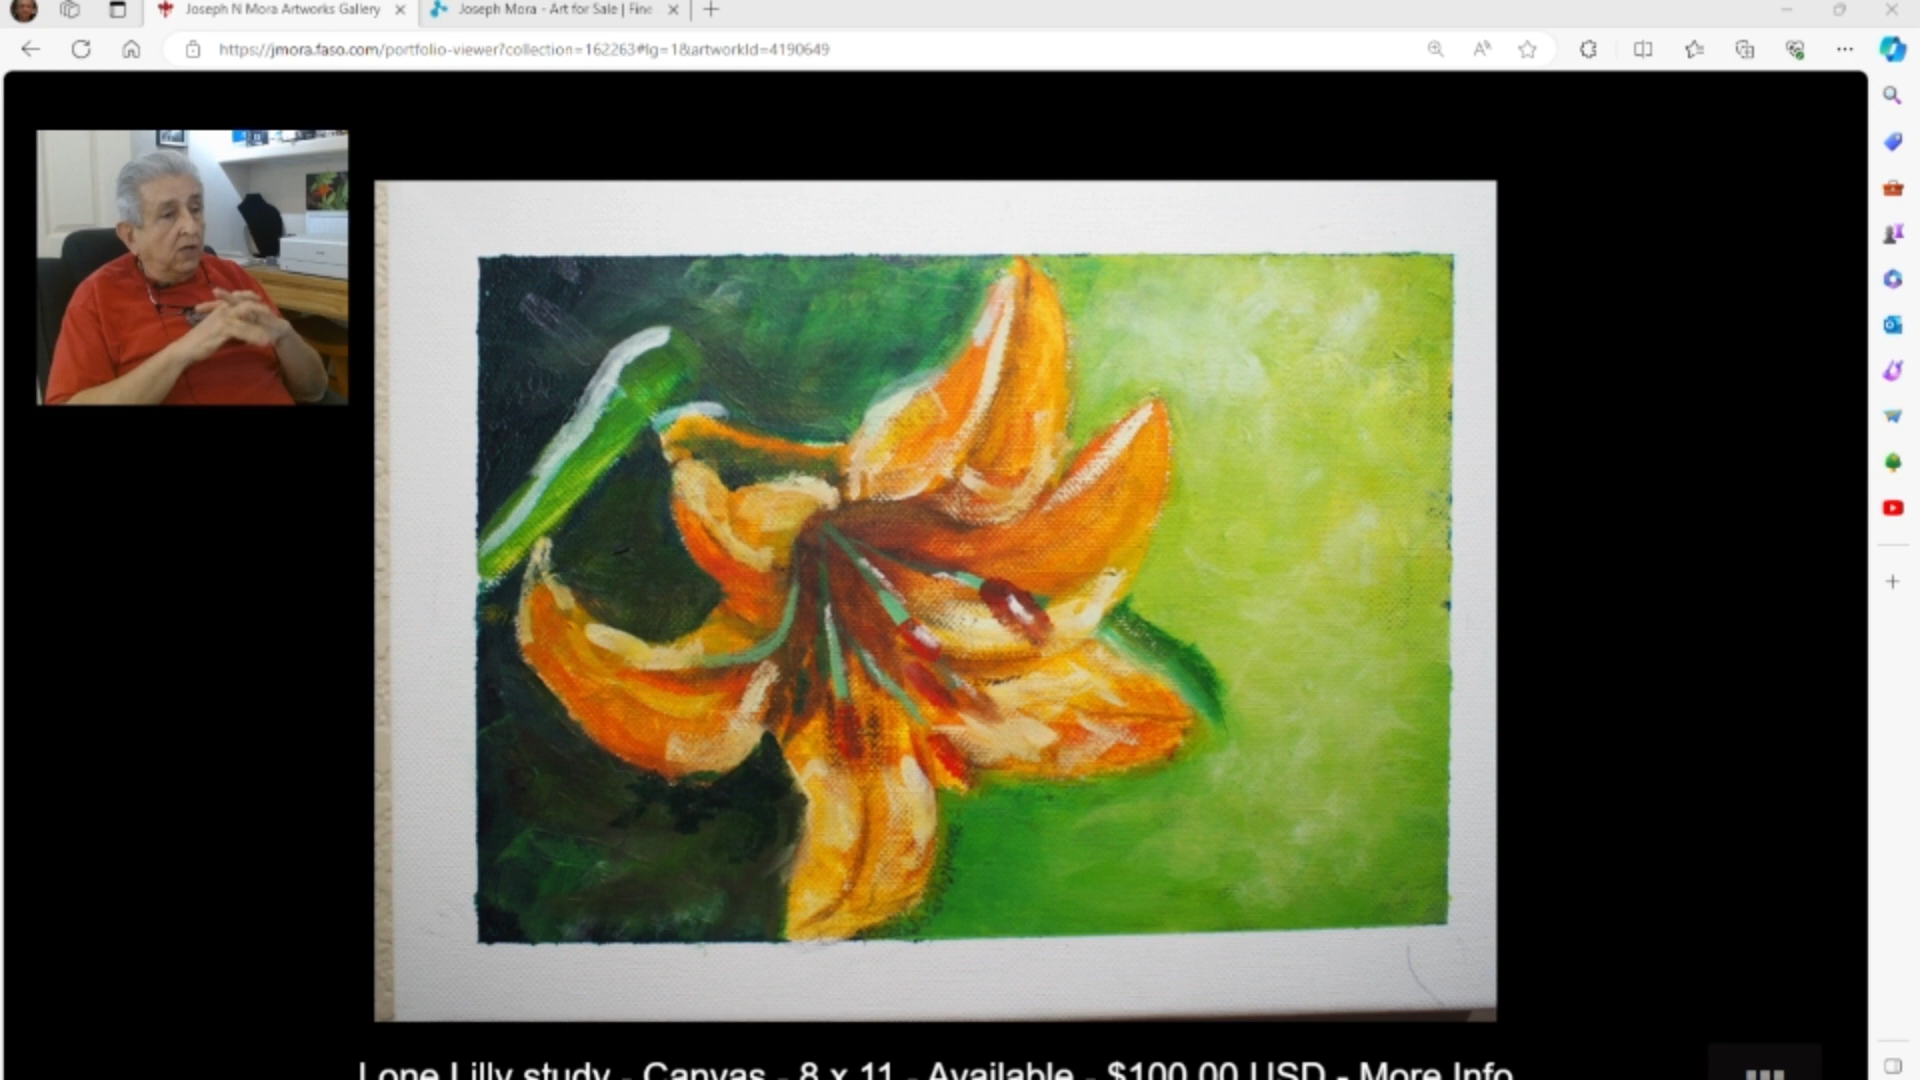 Joseph N Mora Artworks Gallery
Joseph Mora - Art for Sale | Fine
https://jmora.faso.com/portfolio-viewer?collection=162263#lg=1&artworkId=4190649
Lone Lilly study - Canvas - 8 x 11 - Available - $100.00 USD - More Info